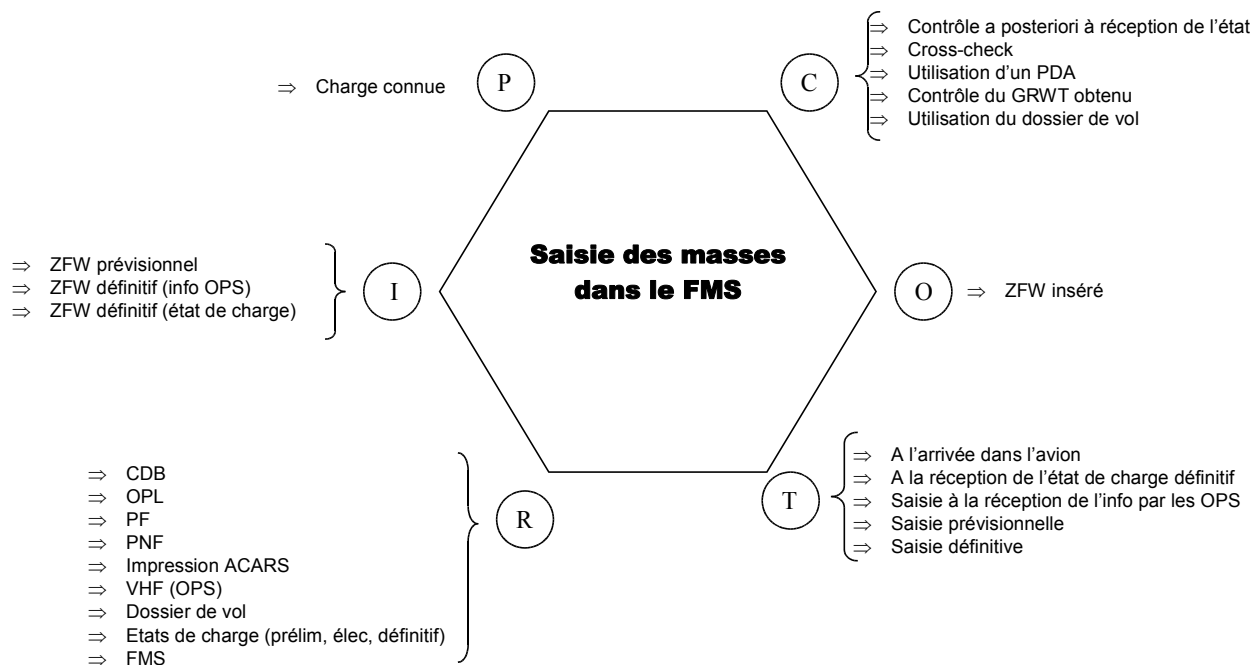 ⇒ Charge connue
P
C
⇒ Contrôle a posteriori à réception de l'état
⇒ Cross-check
⇒ Utilisation d'un PDA
⇒ Contrôle du GRWT obtenu
⇒ Utilisation du dossier de vol
Saisie des masses
dans le FMS
⇒ ZFW prévisionnel
⇒ ZFW définitif (info OPS)
⇒ ZFW définitif (état de charge)
I
O
⇒ ZFW inséré
⇒ CDB
⇒ OPL
⇒ PF
⇒ PNF
⇒ Impression ACARS
⇒ VHF (OPS)
⇒ Dossier de vol
⇒ Etats de charge (prélim, élec, définitif)
⇒ FMS
R
T
⇒ A l'arrivée dans l'avion
⇒ A la réception de l'état de charge définitif
⇒ Saisie à la réception de l'info par les OPS
⇒ Saisie prévisionnelle
⇒ Saisie définitive